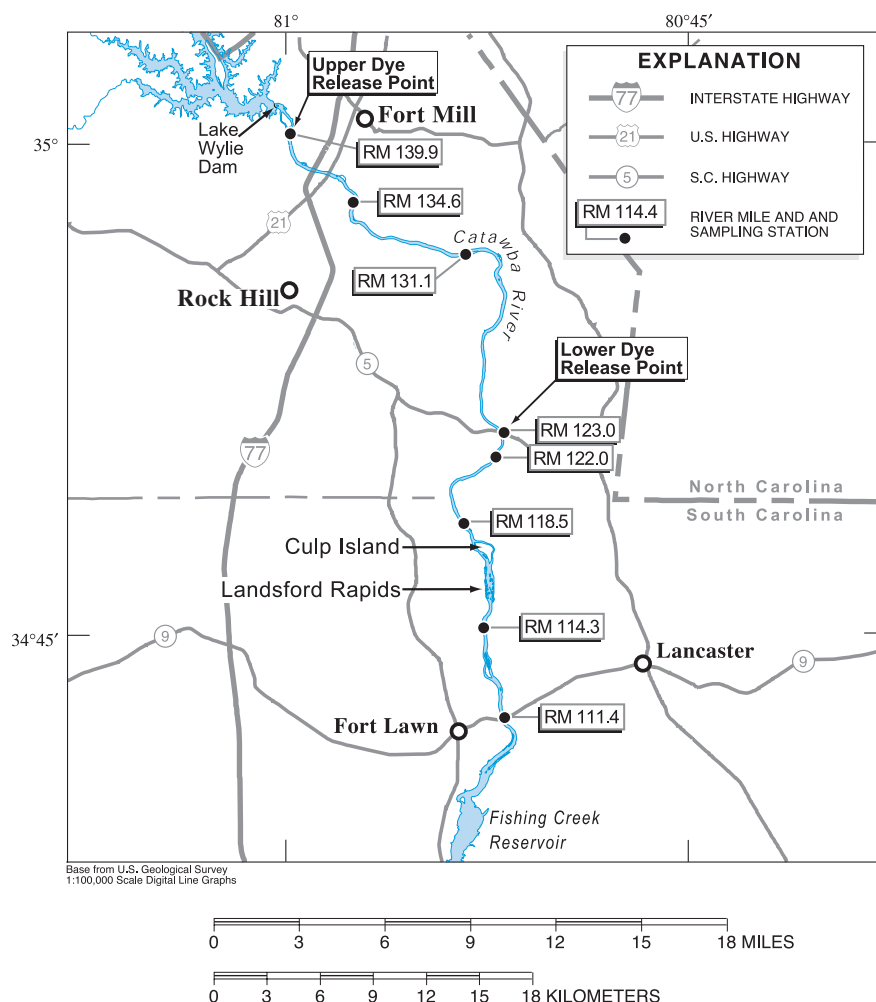 81°
80°45′
Upper Dye
Release Point
EXPLANATION
77
INTERSTATE HIGHWAY
Fort Mill
Lake
Wylie
Dam
21
U.S. HIGHWAY
35°
RM 139.9
5
S.C. HIGHWAY
RM 134.6
RM 114.4
RIVER MILE AND AND
SAMPLING STATION
21
Catawba River
RM 131.1
Rock Hill
Lower Dye
Release Point
5
RM 123.0
77
RM 122.0
North Carolina
South Carolina
RM 118.5
Culp Island
Landsford Rapids
34°45′
RM 114.3
9
Lancaster
9
RM 111.4
Fort Lawn
Fishing Creek
Reservoir
Base from U.S. Geological Survey
1:100,000 Scale Digital Line Graphs
0 3 6 9 12 15 18 MILES
0 3 6 9 12 15 18 KILOMETERS